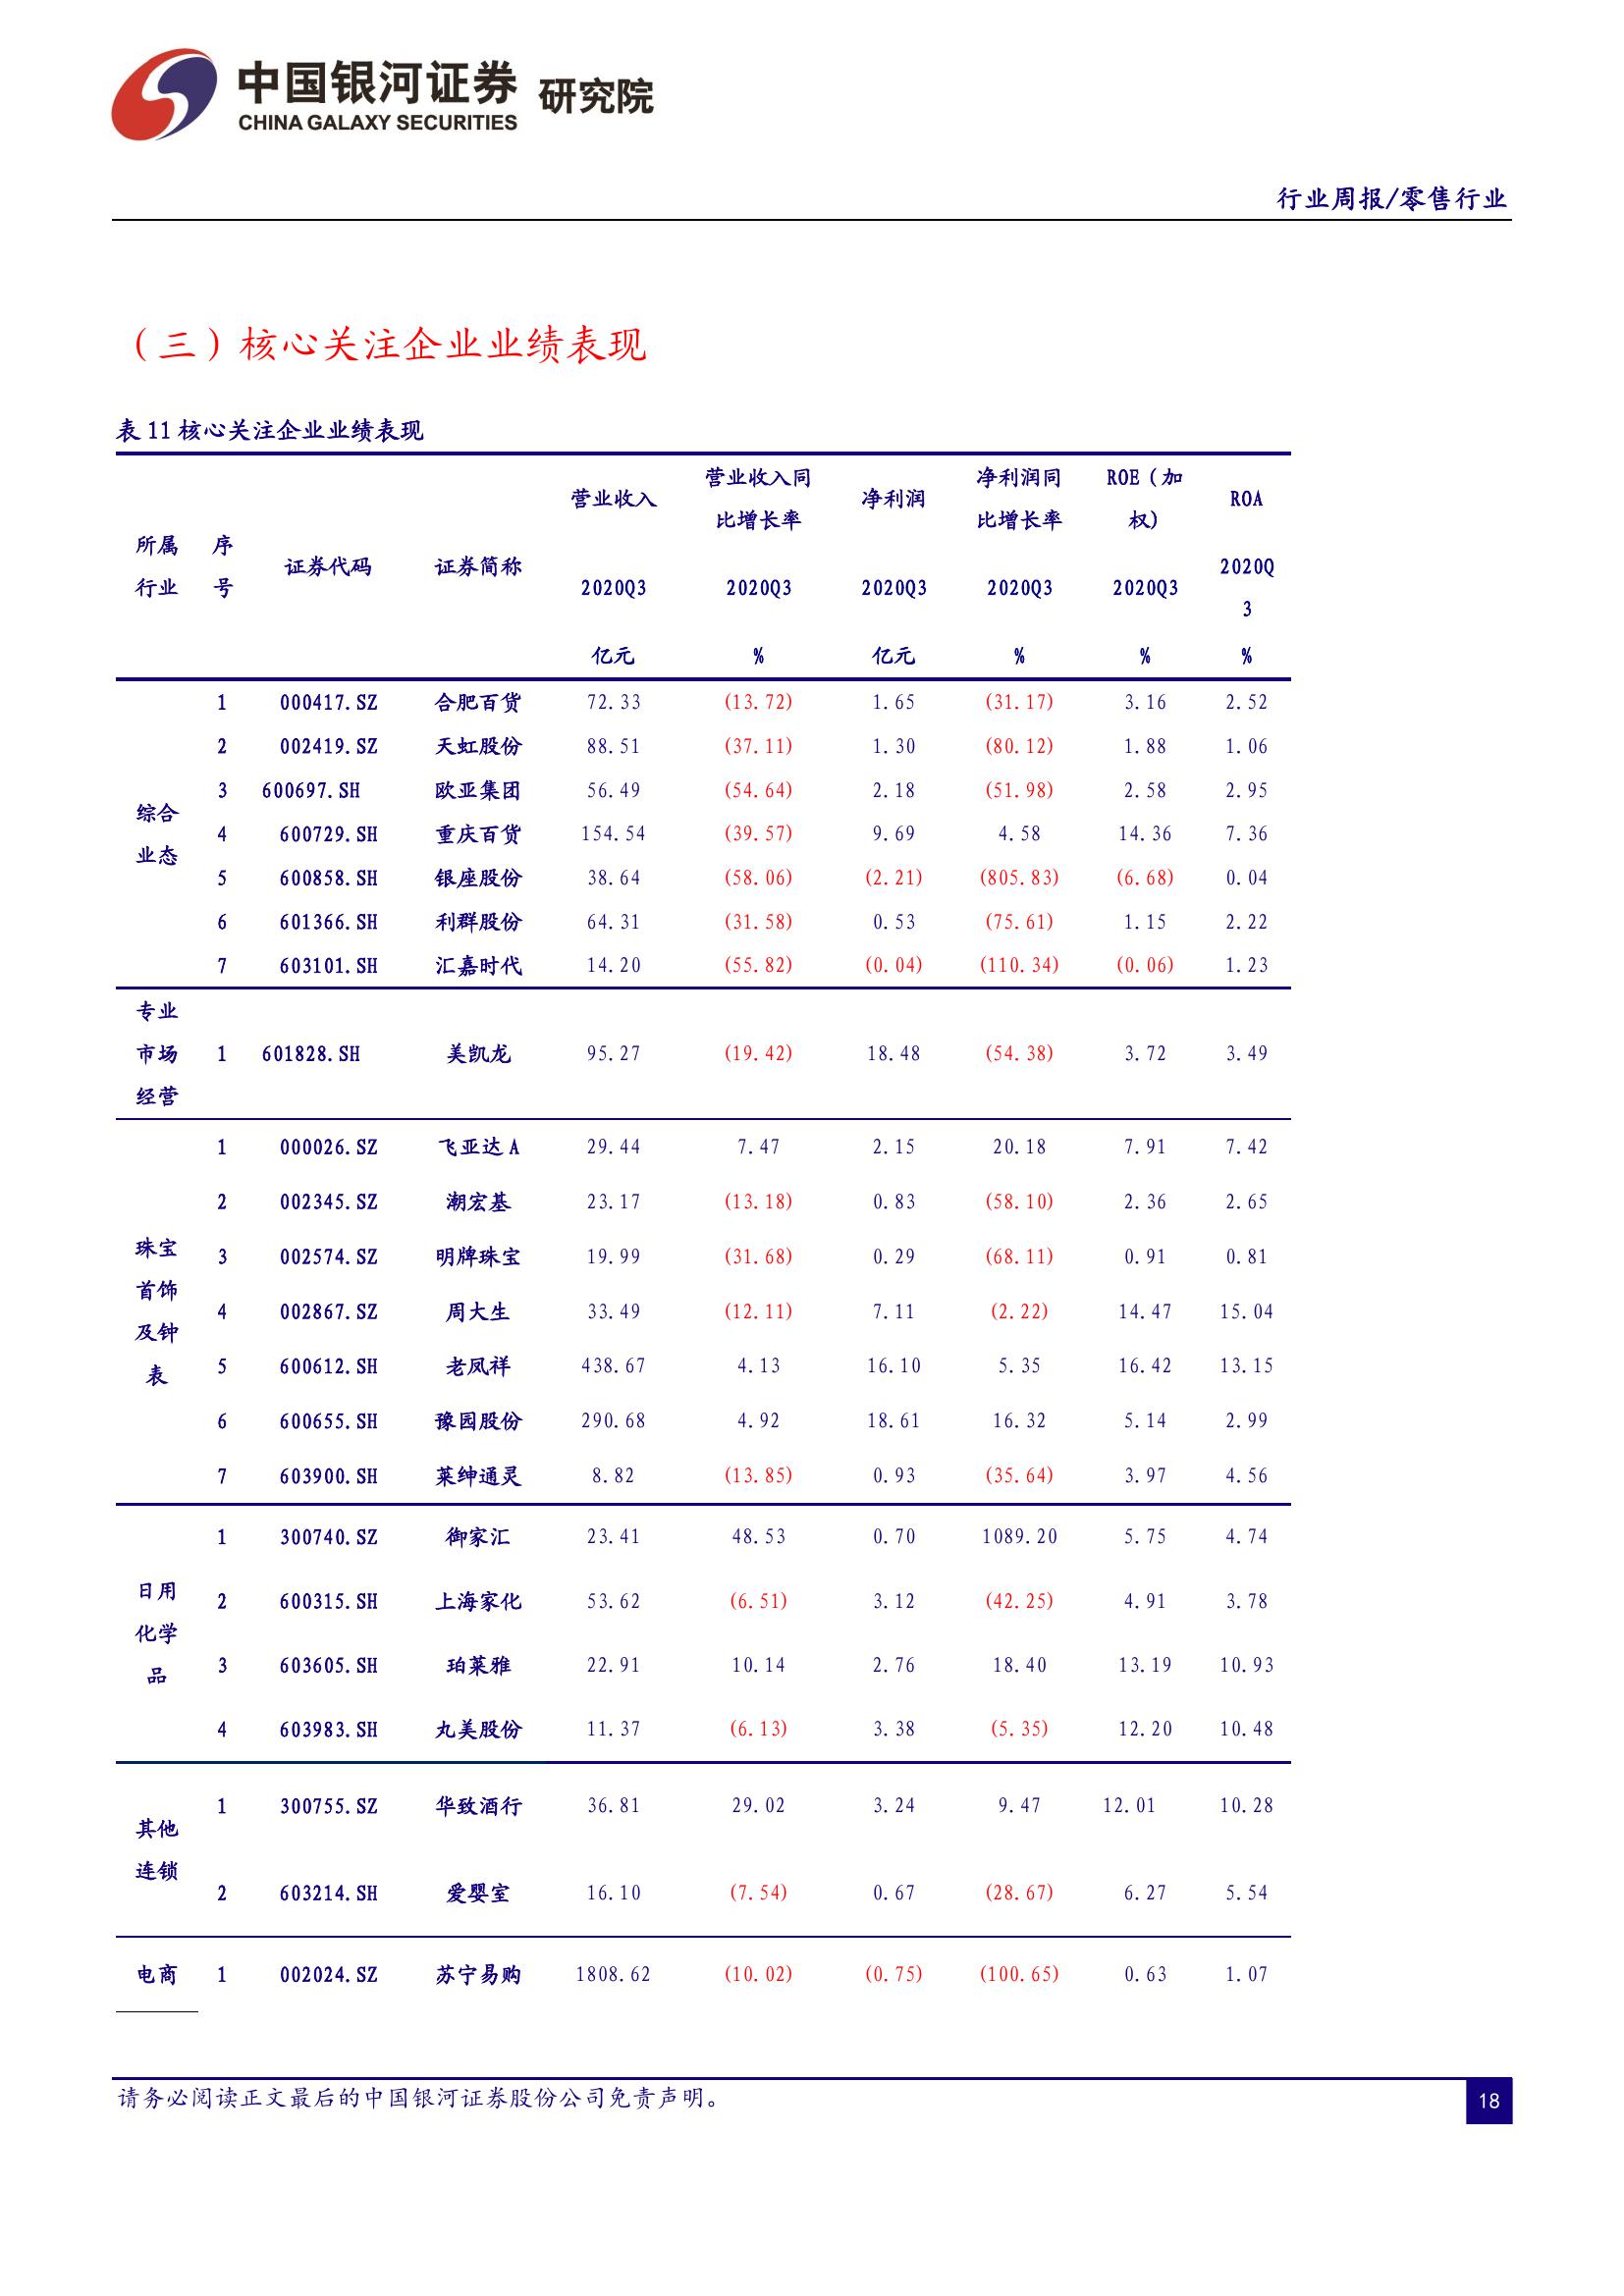 中国银河证券 研究院
CHINA GALAXY SECURITIES
行业周报/零售行业
（三）核心关注企业业绩表现
表 11 核心关注企业业绩表现
所属行业 序号 证券代码 证券简称 营业收入 营业收入同比增长率 净利润 净利润同比增长率 ROE（加权） ROA
2020Q3 2020Q3 2020Q3 2020Q3 2020Q3 2020Q3
亿元 % 亿元 % % %
综合业态
1 000417.SZ 合肥百货 72.33 (13.72) 1.65 (31.17) 3.16 2.52
2 002419.SZ 天虹股份 88.51 (37.11) 1.30 (80.12) 1.88 1.06
3 600697.SH 欧亚集团 56.49 (54.64) 2.18 (51.98) 2.58 2.95
4 600729.SH 重庆百货 154.54 (39.57) 9.69 4.58 14.36 7.36
5 600858.SH 银座股份 38.64 (58.06) (2.21) (805.83) (6.68) 0.04
6 601366.SH 利群股份 64.31 (31.58) 0.53 (75.61) 1.15 2.22
7 603101.SH 汇嘉时代 14.20 (55.82) (0.04) (110.34) (0.06) 1.23
专业市场经营
1 601828.SH 美凯龙 95.27 (19.42) 18.48 (54.38) 3.72 3.49
珠宝首饰及钟表
1 000026.SZ 飞亚达 A 29.44 7.47 2.15 20.18 7.91 7.42
2 002345.SZ 潮宏基 23.17 (13.18) 0.83 (58.10) 2.36 2.65
3 002574.SZ 明牌珠宝 19.99 (31.68) 0.29 (68.11) 0.91 0.81
4 002867.SZ 周大生 33.49 (12.11) 7.11 (2.22) 14.47 15.04
5 600612.SH 老凤祥 438.67 4.13 16.10 5.35 16.42 13.15
6 600655.SH 豫园股份 290.68 4.92 18.61 16.32 5.14 2.99
7 603900.SH 莱绅通灵 8.82 (13.85) 0.93 (35.64) 3.97 4.56
日用化学品
1 300740.SZ 御家汇 23.41 48.53 0.70 1089.20 5.75 4.74
2 600315.SH 上海家化 53.62 (6.51) 3.12 (42.25) 4.91 3.78
3 603605.SH 珀莱雅 22.91 10.14 2.76 18.40 13.19 10.93
4 603983.SH 丸美股份 11.37 (6.13) 3.38 (5.35) 12.20 10.48
其他连锁
1 300755.SZ 华致酒行 36.81 29.02 3.24 9.47 12.01 10.28
2 603214.SH 爱婴室 16.10 (7.54) 0.67 (28.67) 6.27 5.54
电商 1 002024.SZ 苏宁易购 1808.62 (10.02) (0.75) (100.65) 0.63 1.07
请务必阅读正文最后的中国银河证券股份公司免责声明。
18